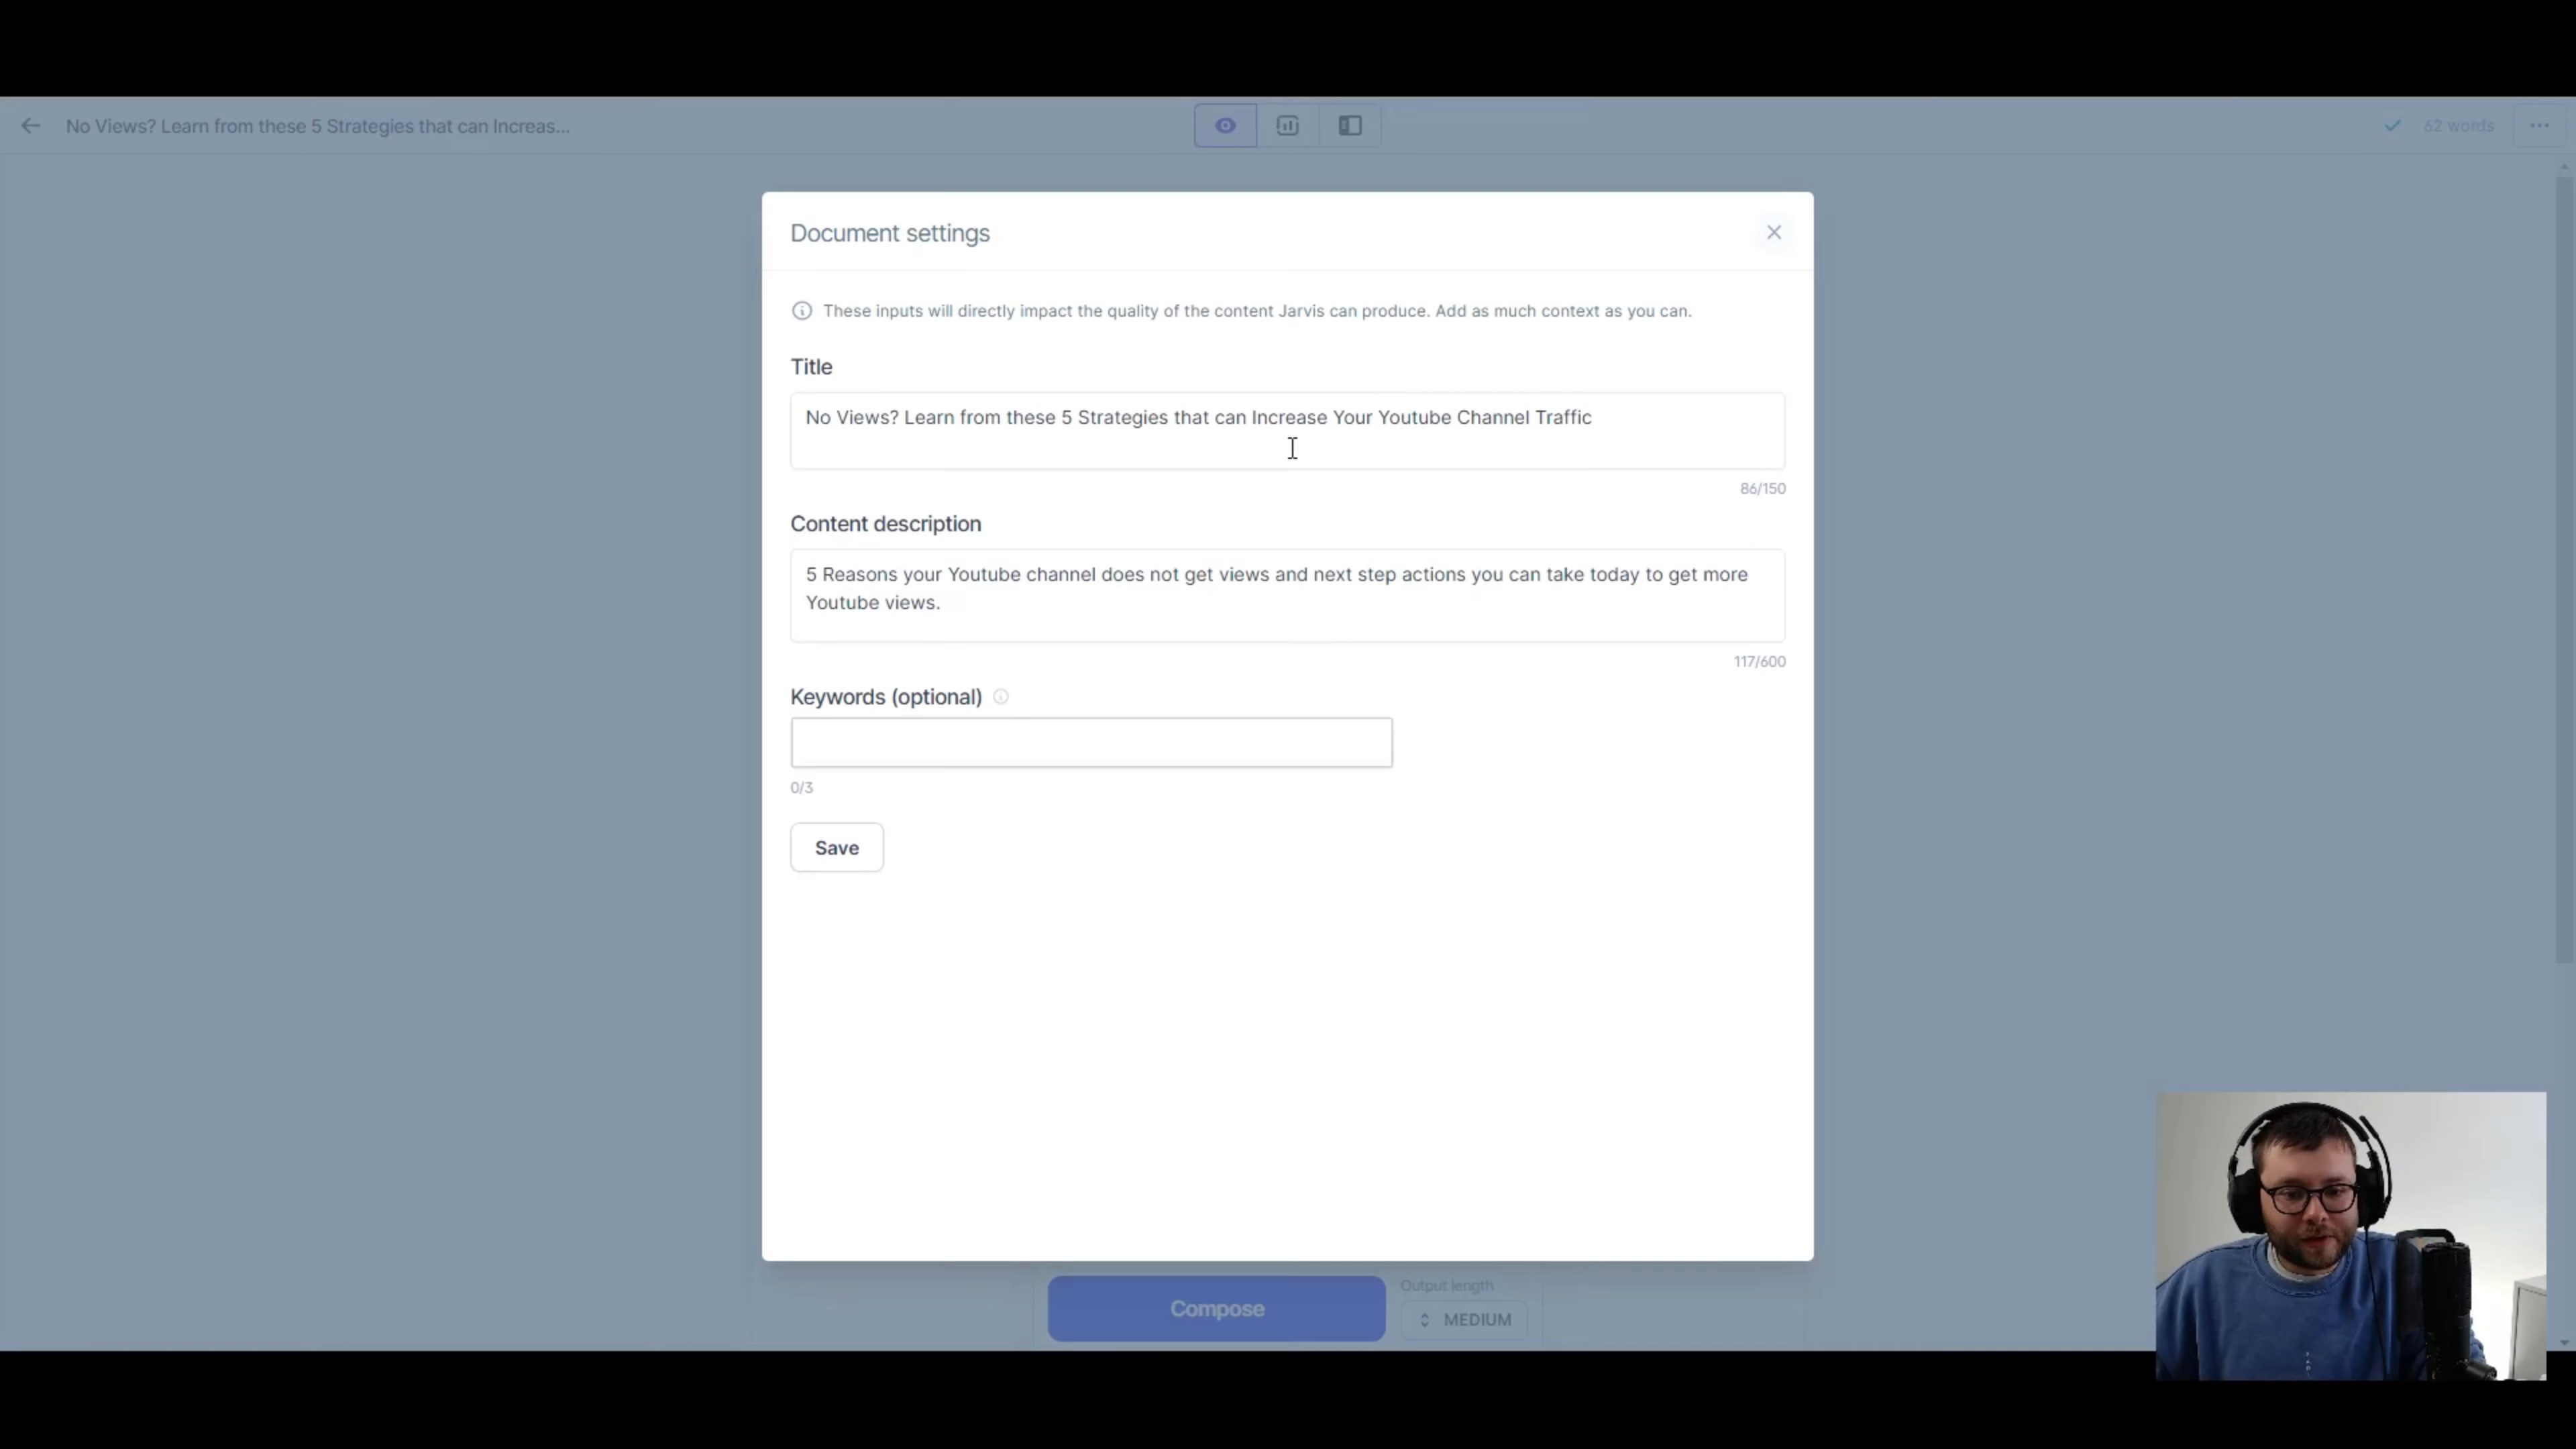 No Views? Learn from these 5 Strategies that can Increas...
62 words
Document settings
These inputs will directly impact the quality of the content Jarvis can produce. Add as much context as you can.
Title
No Views? Learn from these 5 Strategies that can Increase Your Youtube Channel Traffic
86/150
Content description
5 Reasons your Youtube channel does not get views and next step actions you can take today to get more
Youtube views.
117/600
Keywords (optional)
0/3
Save
Output length
Compose
MEDIUM